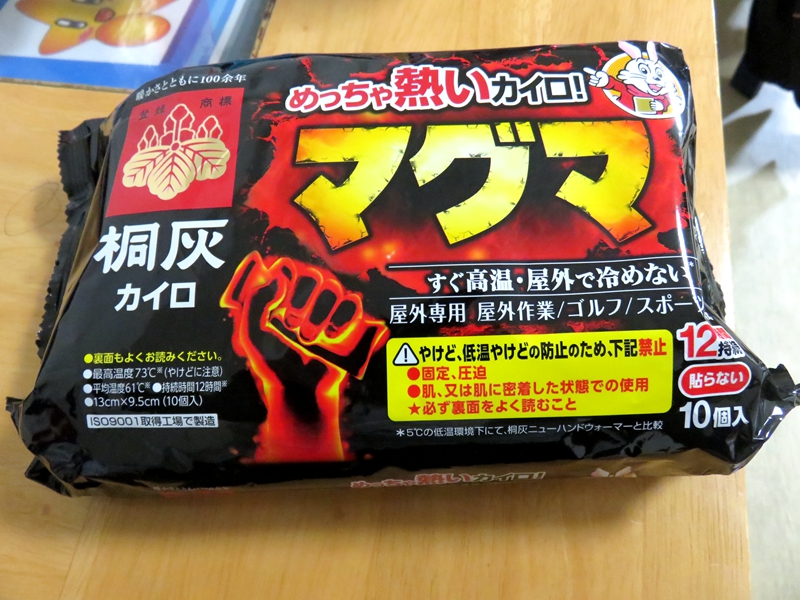 暖かさとともに100余年
登録 商標
桐灰
カイロ
めっちゃ熱いカイロ!
マグマ
すぐ高温・屋外で冷めない*
屋外専用 屋外作業/ゴルフ/スポーツ
●裏面もよくお読みください。
●最高温度73℃※(やけどに注意)
●平均温度61℃※ ●持続時間12時間※
●13cm×9.5cm(10個入)
ISO9001取得工場で製造
やけど、低温やけどの防止のため、下記禁止
●固定、圧迫
●肌、又は肌に密着した状態での使用
★必ず裏面をよく読むこと
12時間
持続
貼らない
10個入
*5℃の低温環境下にて、桐灰ニューハンドウォーマーと比較
めっちゃ熱いカイロ!